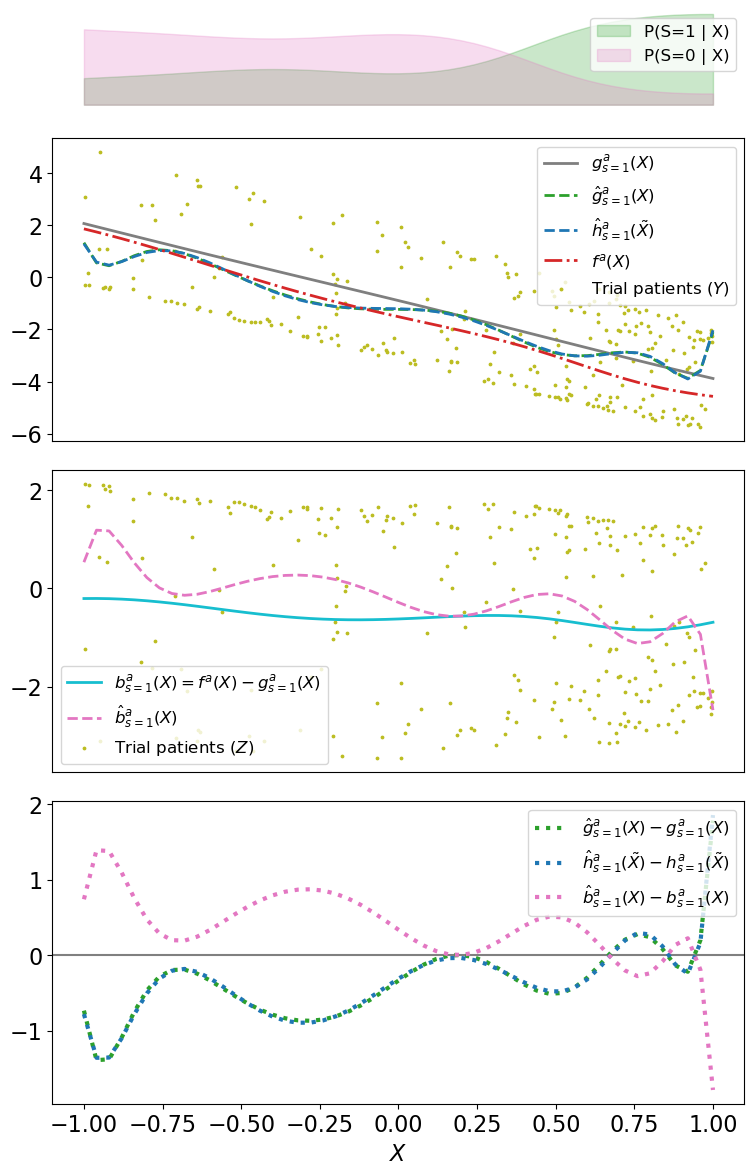 P(S=1 | X)
P(S=0 | X)
4
2
0
−2
−4
−6
g^a_{s=1}(X)
ĝ^a_{s=1}(X)
ĥ^a_{s=1}(X̃)
f^a(X)
Trial patients (Y)
2
0
−2
b^a_{s=1}(X) = f^a(X) − g^a_{s=1}(X)
b̂^a_{s=1}(X)
Trial patients (Z)
2
1
0
−1
ĝ^a_{s=1}(X) − g^a_{s=1}(X)
ĥ^a_{s=1}(X̃) − h^a_{s=1}(X̃)
b̂^a_{s=1}(X) − b^a_{s=1}(X)
−1.00 −0.75 −0.50 −0.25 0.00 0.25 0.50 0.75 1.00
X